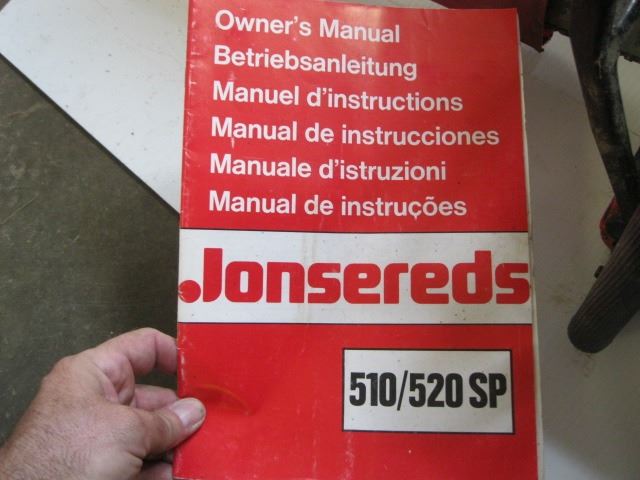 Owner's Manual
Betriebsanleitung
Manuel d'instructions
Manual de instrucciones
Manuale d'istruzioni
Manual de instruções
Jonsereds
510/520 SP